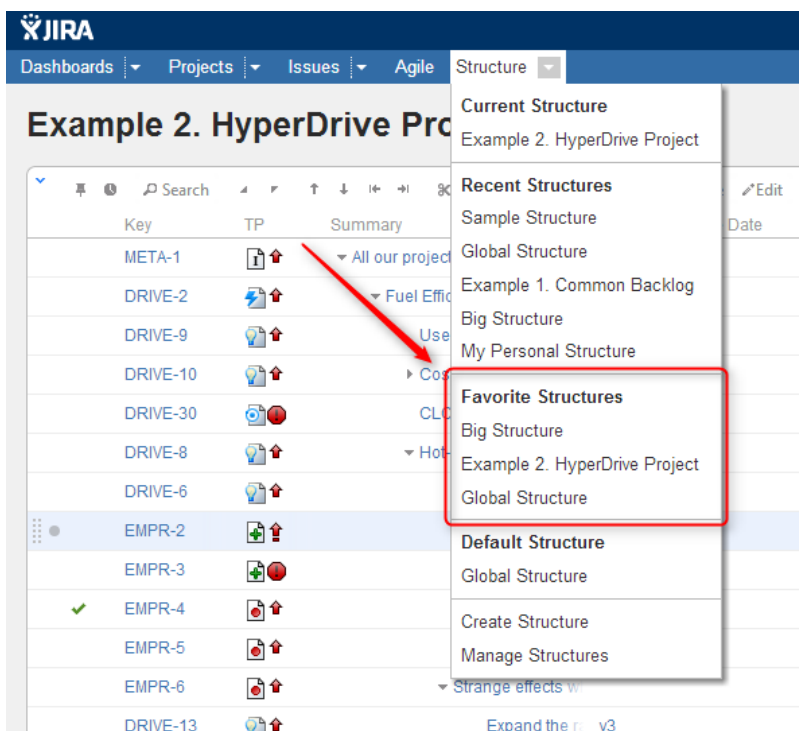 JIRA
Dashboards Projects Issues Agile Structure
Example 2. HyperDrive Pro
Current Structure
Example 2. HyperDrive Project
Recent Structures
Sample Structure
Global Structure
Example 1. Common Backlog
Big Structure
My Personal Structure
Favorite Structures
Big Structure
Example 2. HyperDrive Project
Global Structure
Default Structure
Global Structure
Create Structure
Manage Structures
Search Edit
Key TP Summary Date
META-1 All our project
DRIVE-2 Fuel Effic
DRIVE-9 Use
DRIVE-10 Cos
DRIVE-30 CLO
DRIVE-8 Hot-
DRIVE-6
EMPR-2
EMPR-3
EMPR-4
EMPR-5
EMPR-6 Strange effects w
DRIVE-13 Expand the ra v3